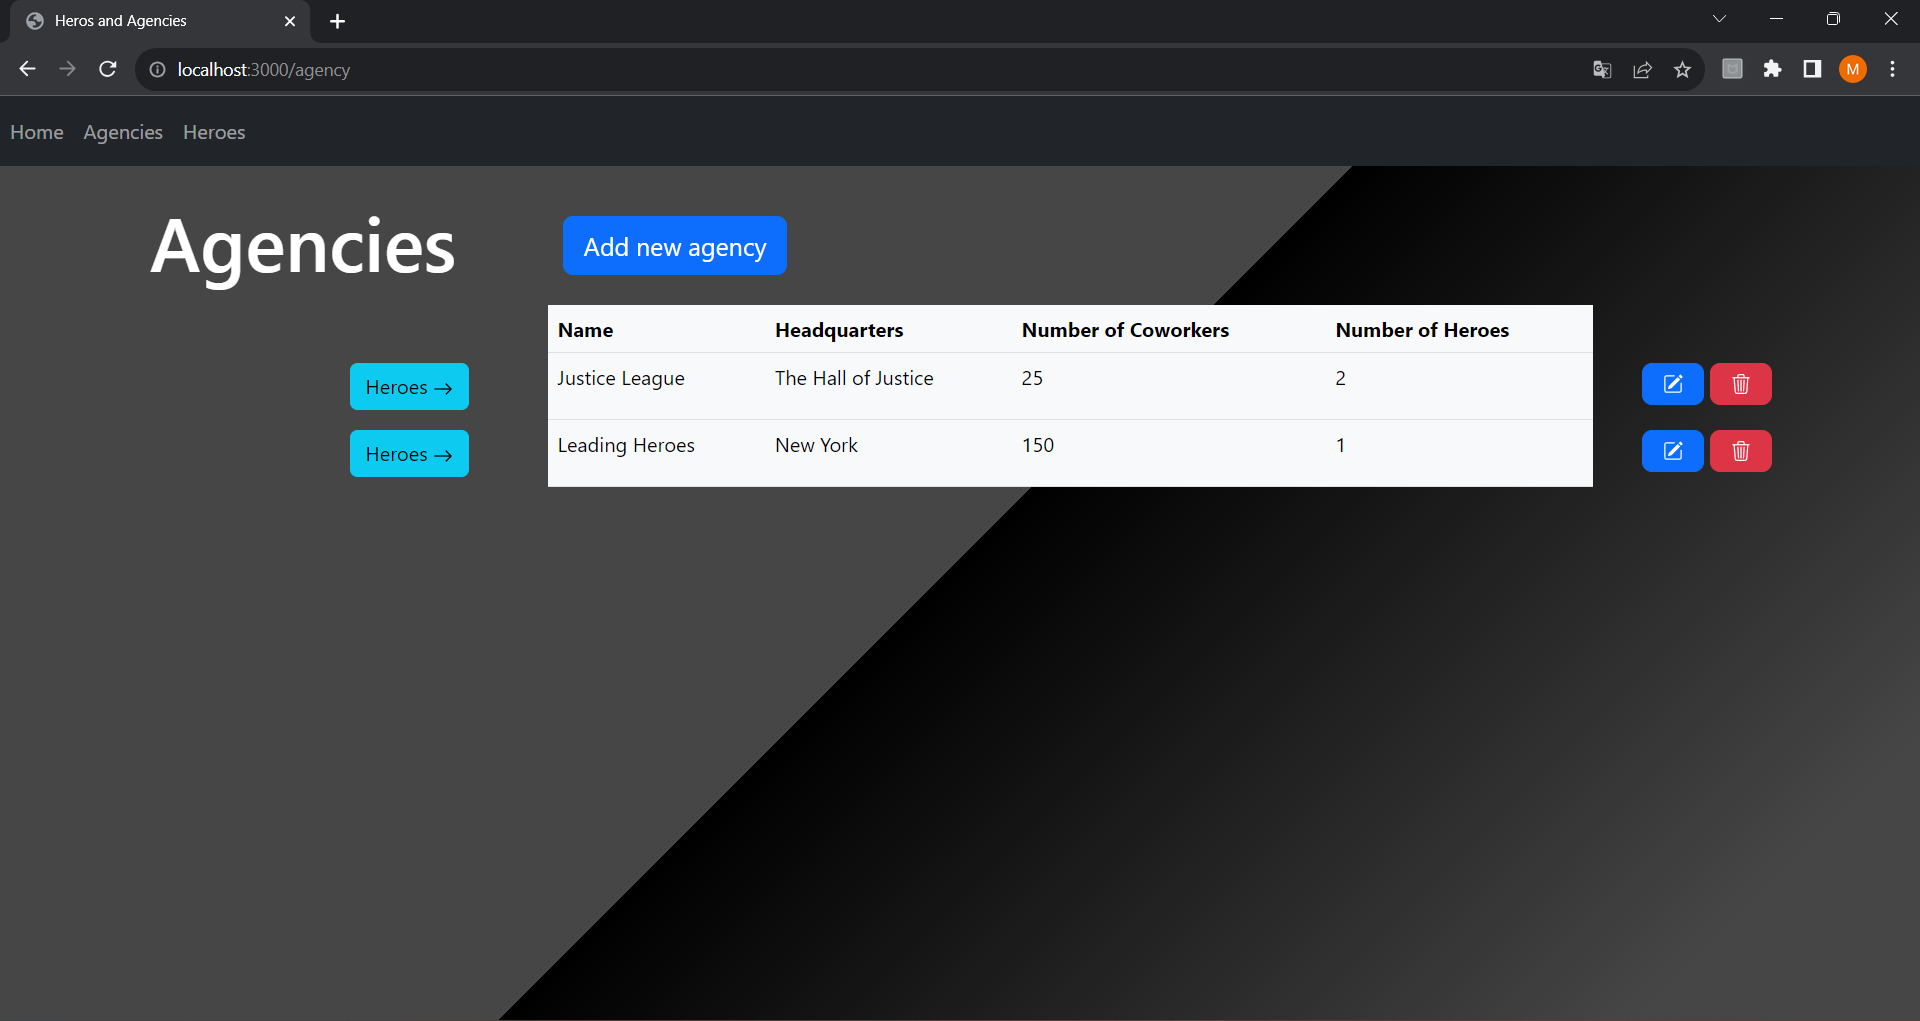 Heros and Agencies
localhost:3000/agency
M
Home Agencies Heroes
Agencies
Add new agency
Name Headquarters Number of Coworkers Number of Heroes
Heroes → Justice League The Hall of Justice 25 2
Heroes → Leading Heroes New York 150 1